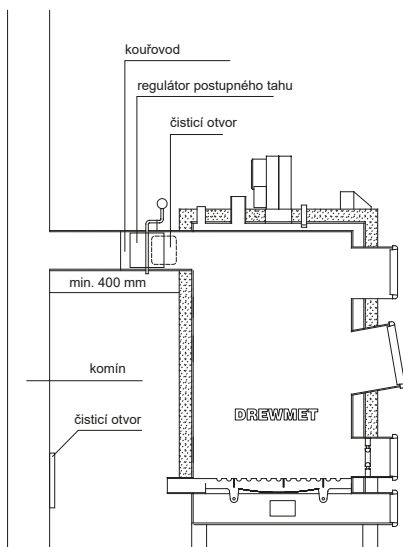 kouřovod
regulátor postupného tahu
čisticí otvor
min. 400 mm
komín
DREWMET
čisticí otvor